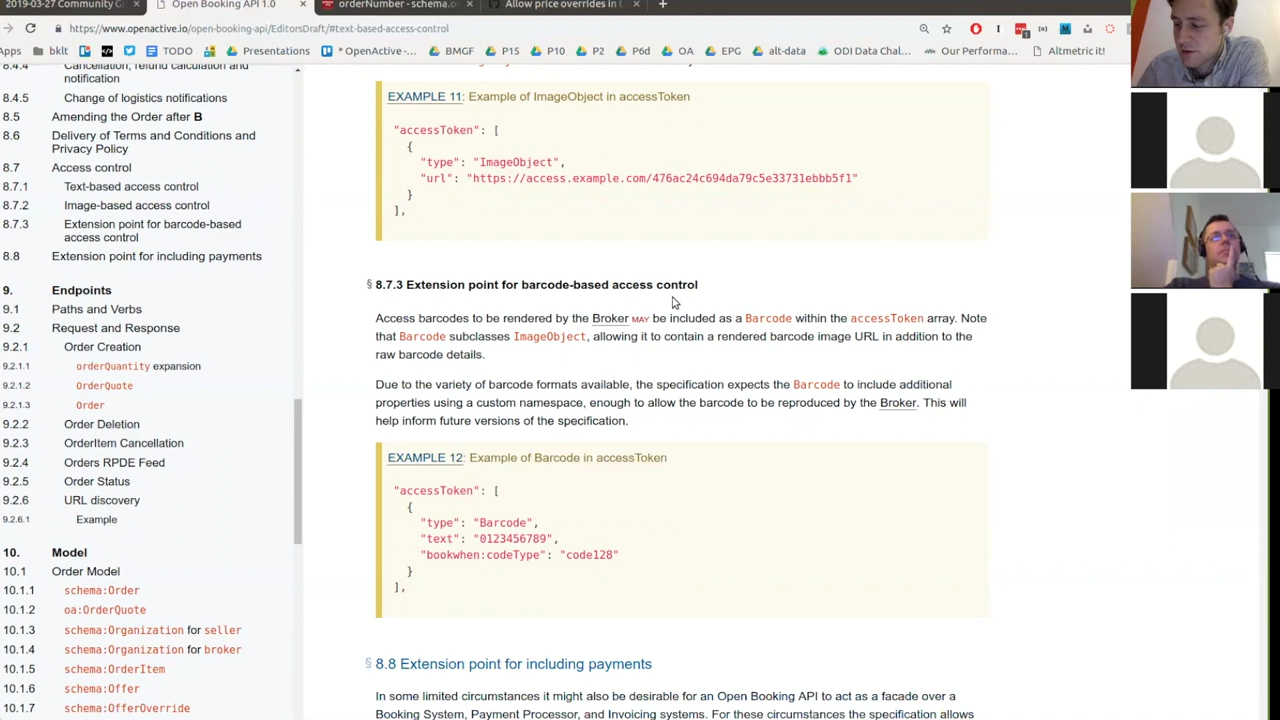 2019-03-27 Community G
Open Booking API 1.0
orderNumber - schema.o
Allow price overrides in
https://www.openactive.io/open-booking-api/EditorsDraft/#text-based-access-control
Apps
bklt
TODO
Presentations
* *OpenActive -
BMGF
P15
P10
P2
P6d
OA
EPG
alt-data
ODI Data Chal...
Our Performa...
Altmetric it!
8.4.4 Cancellation, refund calculation and
notification
8.4.5 Change of logistics notifications
8.5 Amending the Order after B
8.6 Delivery of Terms and Conditions and
Privacy Policy
8.7 Access control
8.7.1 Text-based access control
8.7.2 Image-based access control
8.7.3 Extension point for barcode-based
access control
8.8 Extension point for including payments
9. Endpoints
9.1 Paths and Verbs
9.2 Request and Response
9.2.1 Order Creation
9.2.1.1 orderQuantity expansion
9.2.1.2 OrderQuote
9.2.1.3 Order
9.2.2 Order Deletion
9.2.3 OrderItem Cancellation
9.2.4 Orders RPDE Feed
9.2.5 Order Status
9.2.6 URL discovery
9.2.6.1 Example
10. Model
10.1 Order Model
10.1.1 schema:Order
10.1.2 oa:OrderQuote
10.1.3 schema:Organization for seller
10.1.4 schema:Organization for broker
10.1.5 schema:OrderItem
10.1.6 schema:Offer
10.1.7 schema:OfferOverride
EXAMPLE 11: Example of ImageObject in accessToken
"accessToken": [
{
"type": "ImageObject",
"url": "https://access.example.com/476ac24c694da79c5e33731ebbb5f1"
}
],
§ 8.7.3 Extension point for barcode-based access control
Access barcodes to be rendered by the Broker MAY be included as a Barcode within the accessToken array. Note
that Barcode subclasses ImageObject, allowing it to contain a rendered barcode image URL in addition to the
raw barcode details.
Due to the variety of barcode formats available, the specification expects the Barcode to include additional
properties using a custom namespace, enough to allow the barcode to be reproduced by the Broker. This will
help inform future versions of the specification.
EXAMPLE 12: Example of Barcode in accessToken
"accessToken": [
{
"type": "Barcode",
"text": "0123456789",
"bookwhen:codeType": "code128"
}
],
§ 8.8 Extension point for including payments
In some limited circumstances it might also be desirable for an Open Booking API to act as a facade over a
Booking System, Payment Processor, and Invoicing systems. For these circumstances the specification allows